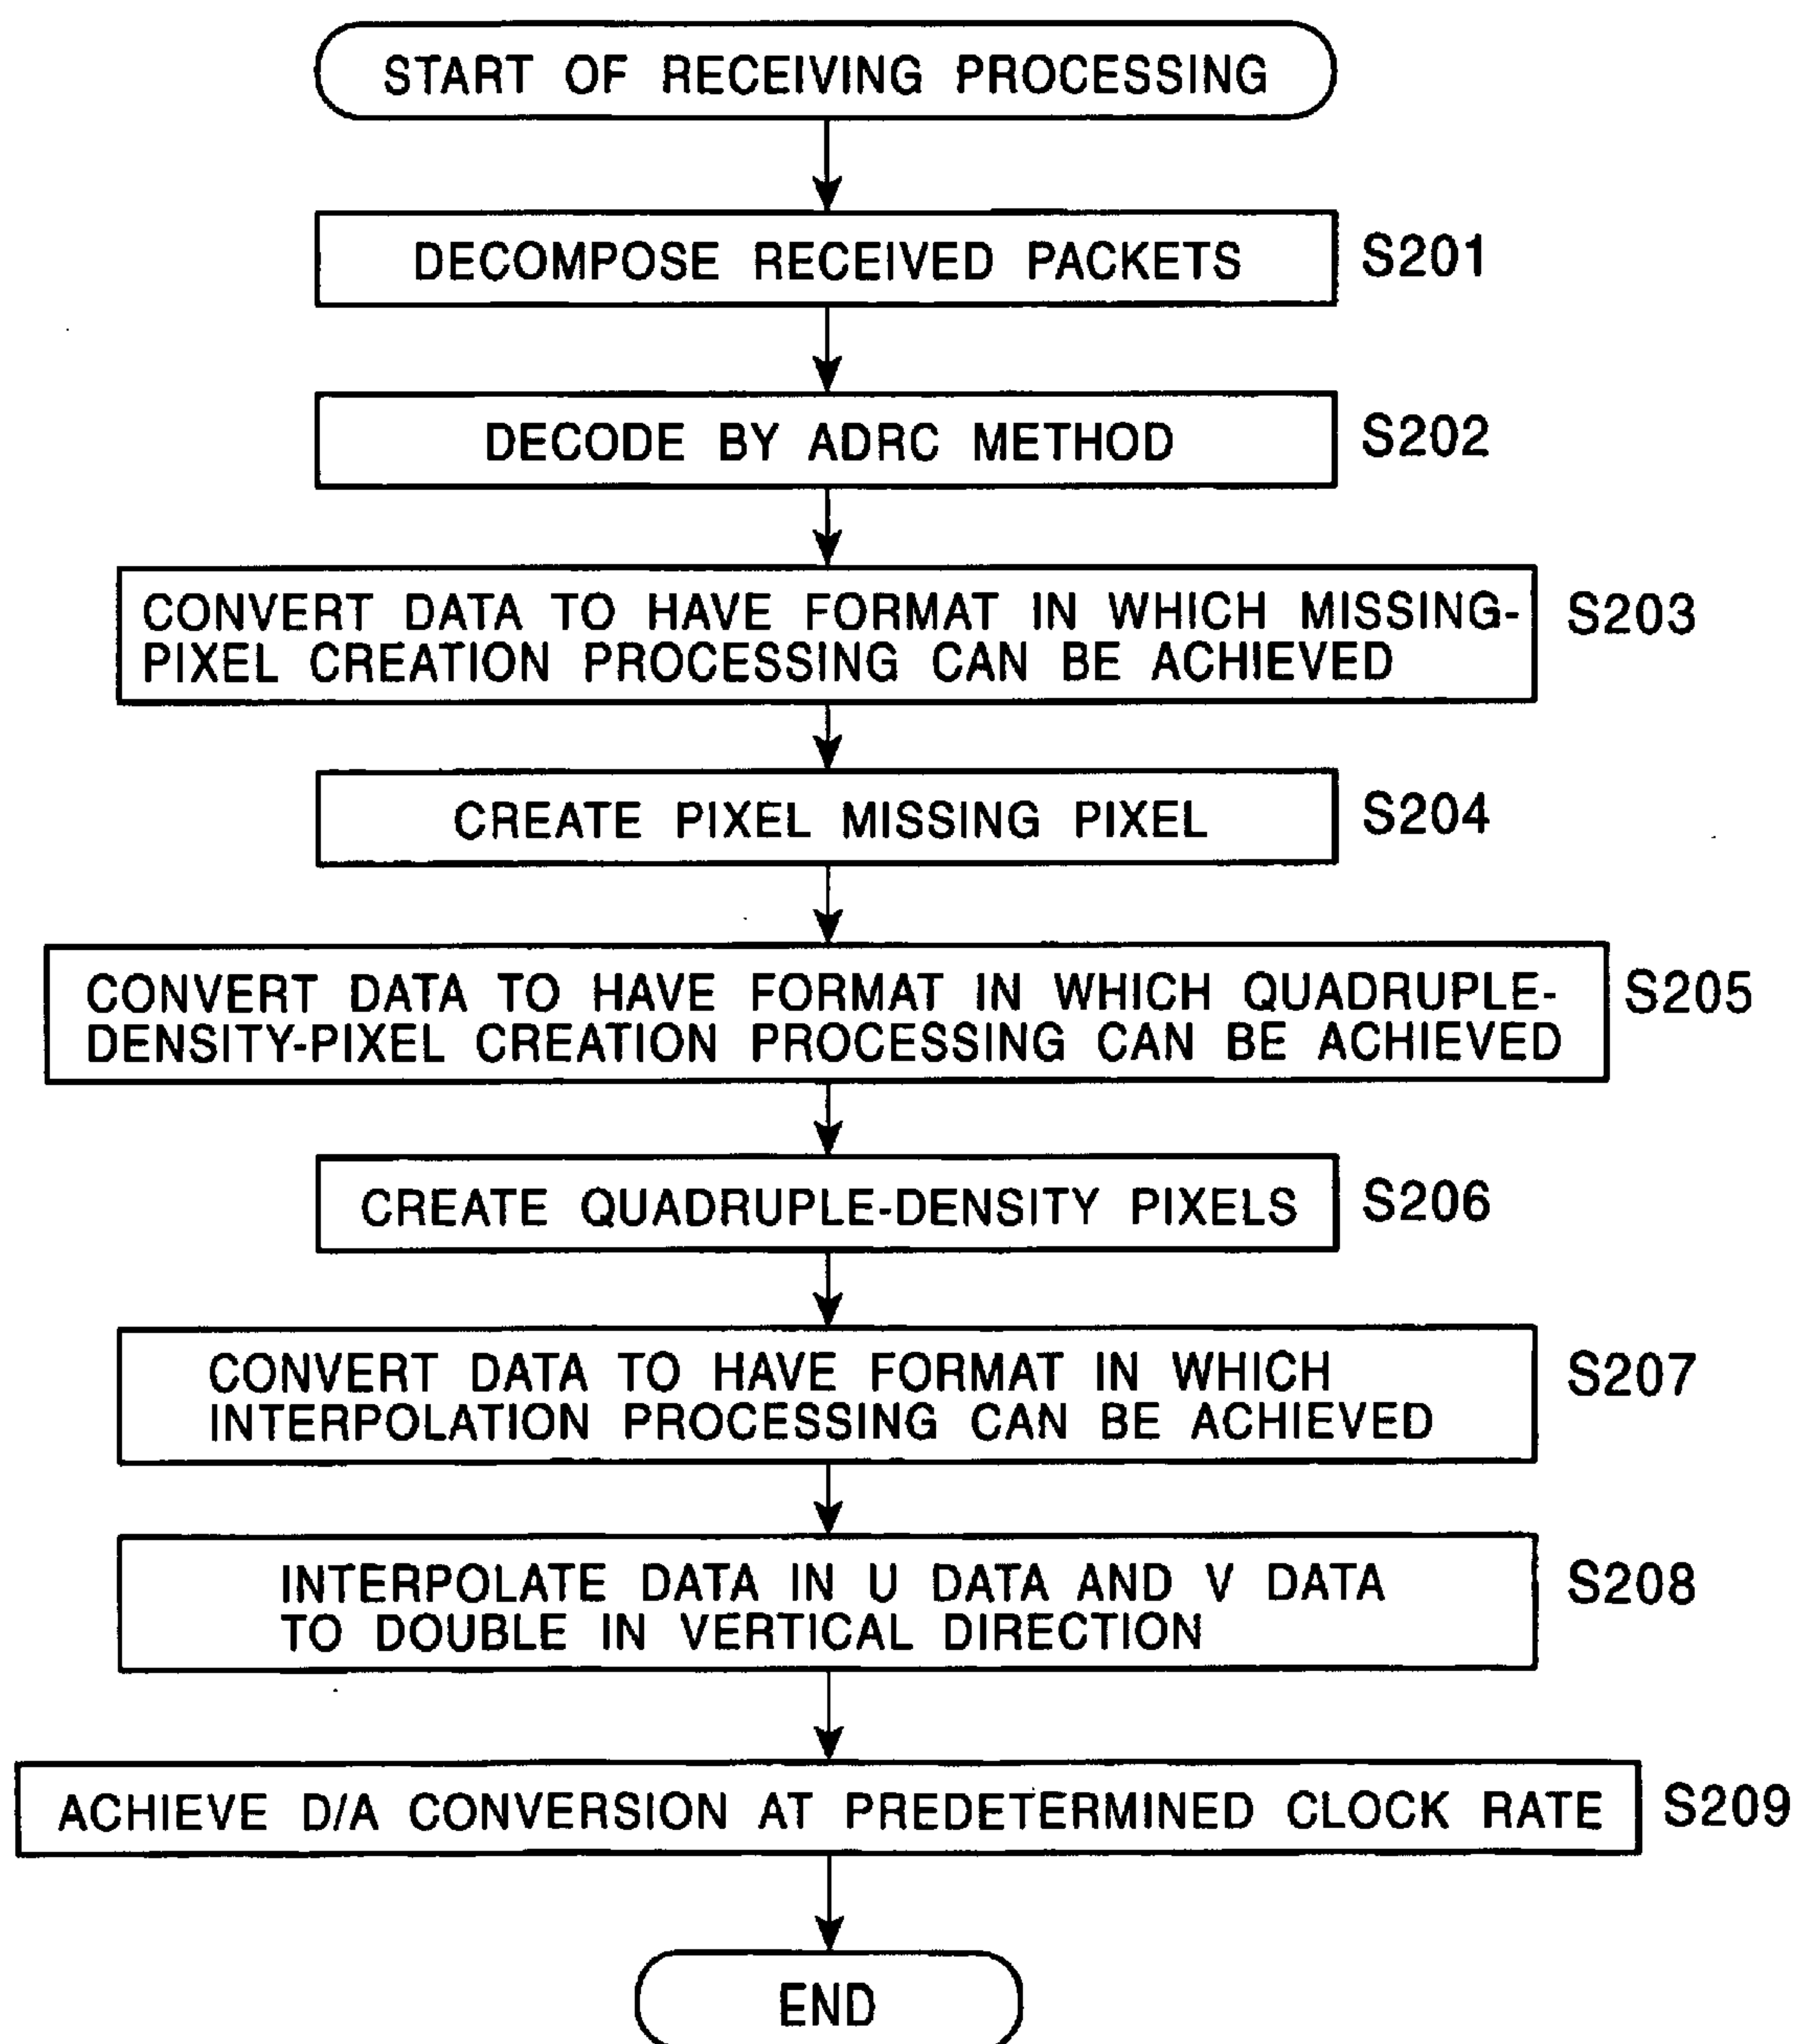 START OF RECEIVING PROCESSING
DECOMPOSE RECEIVED PACKETS S201
DECODE BY ADRC METHOD S202
CONVERT DATA TO HAVE FORMAT IN WHICH MISSING- S203
PIXEL CREATION PROCESSING CAN BE ACHIEVED
CREATE PIXEL MISSING PIXEL S204
CONVERT DATA TO HAVE FORMAT IN WHICH QUADRUPLE- S205
DENSITY-PIXEL CREATION PROCESSING CAN BE ACHIEVED
CREATE QUADRUPLE-DENSITY PIXELS S206
CONVERT DATA TO HAVE FORMAT IN WHICH S207
INTERPOLATION PROCESSING CAN BE ACHIEVED
INTERPOLATE DATA IN U DATA AND V DATA S208
TO DOUBLE IN VERTICAL DIRECTION
ACHIEVE D/A CONVERSION AT PREDETERMINED CLOCK RATE S209
END